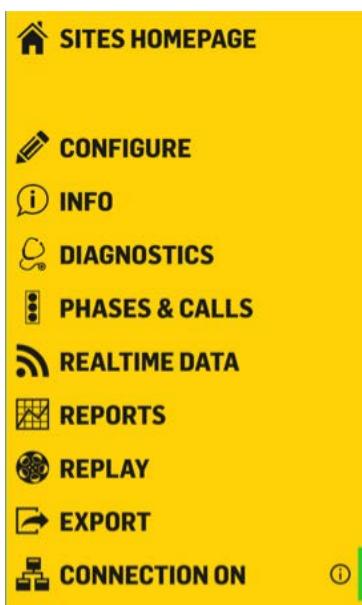 SITES HOMEPAGE
CONFIGURE
INFO
DIAGNOSTICS
PHASES & CALLS
REALTIME DATA
REPORTS
REPLAY
EXPORT
CONNECTION ON